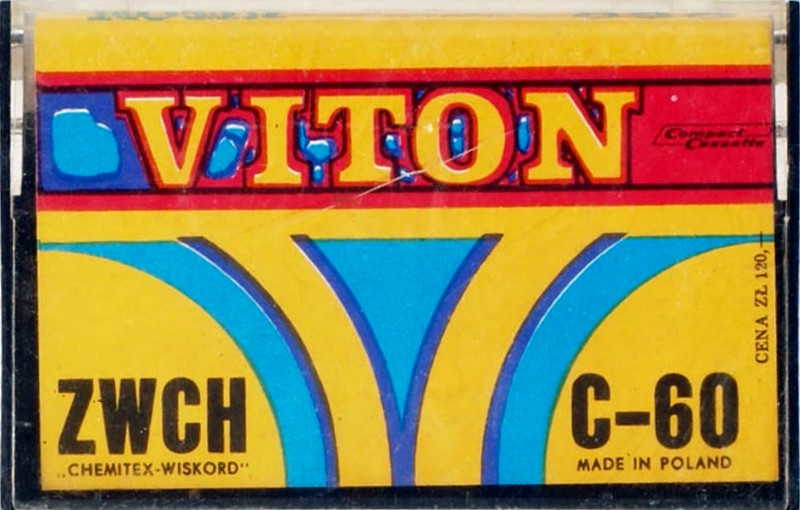 VITON
Compact
Cassette
CENA ZŁ 120,—
ZWCH
„CHEMITEX-WISKORD"
C-60
MADE IN POLAND